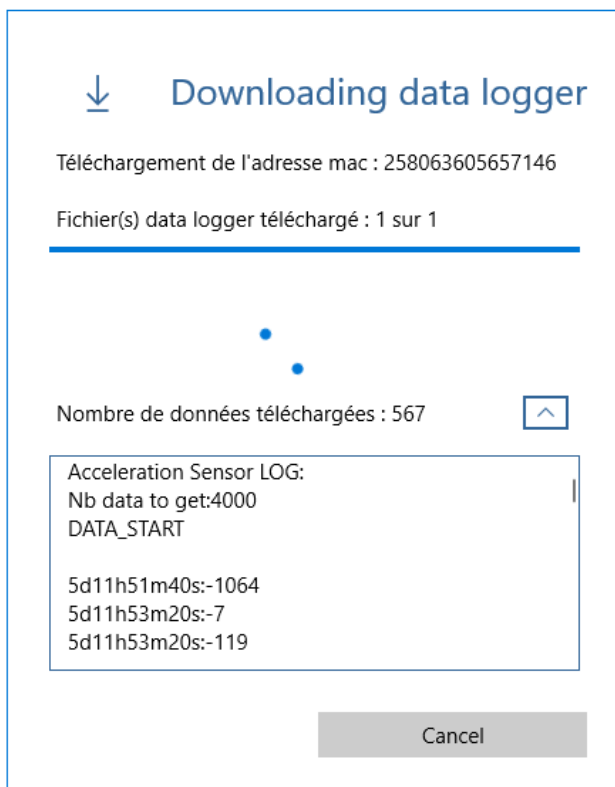 Downloading data logger
Téléchargement de l'adresse mac : 258063605657146
Fichier(s) data logger téléchargé : 1 sur 1
Nombre de données téléchargées : 567
Acceleration Sensor LOG:
Nb data to get:4000
DATA_START
5d11h51m40s:-1064
5d11h53m20s:-7
5d11h53m20s:-119
Cancel